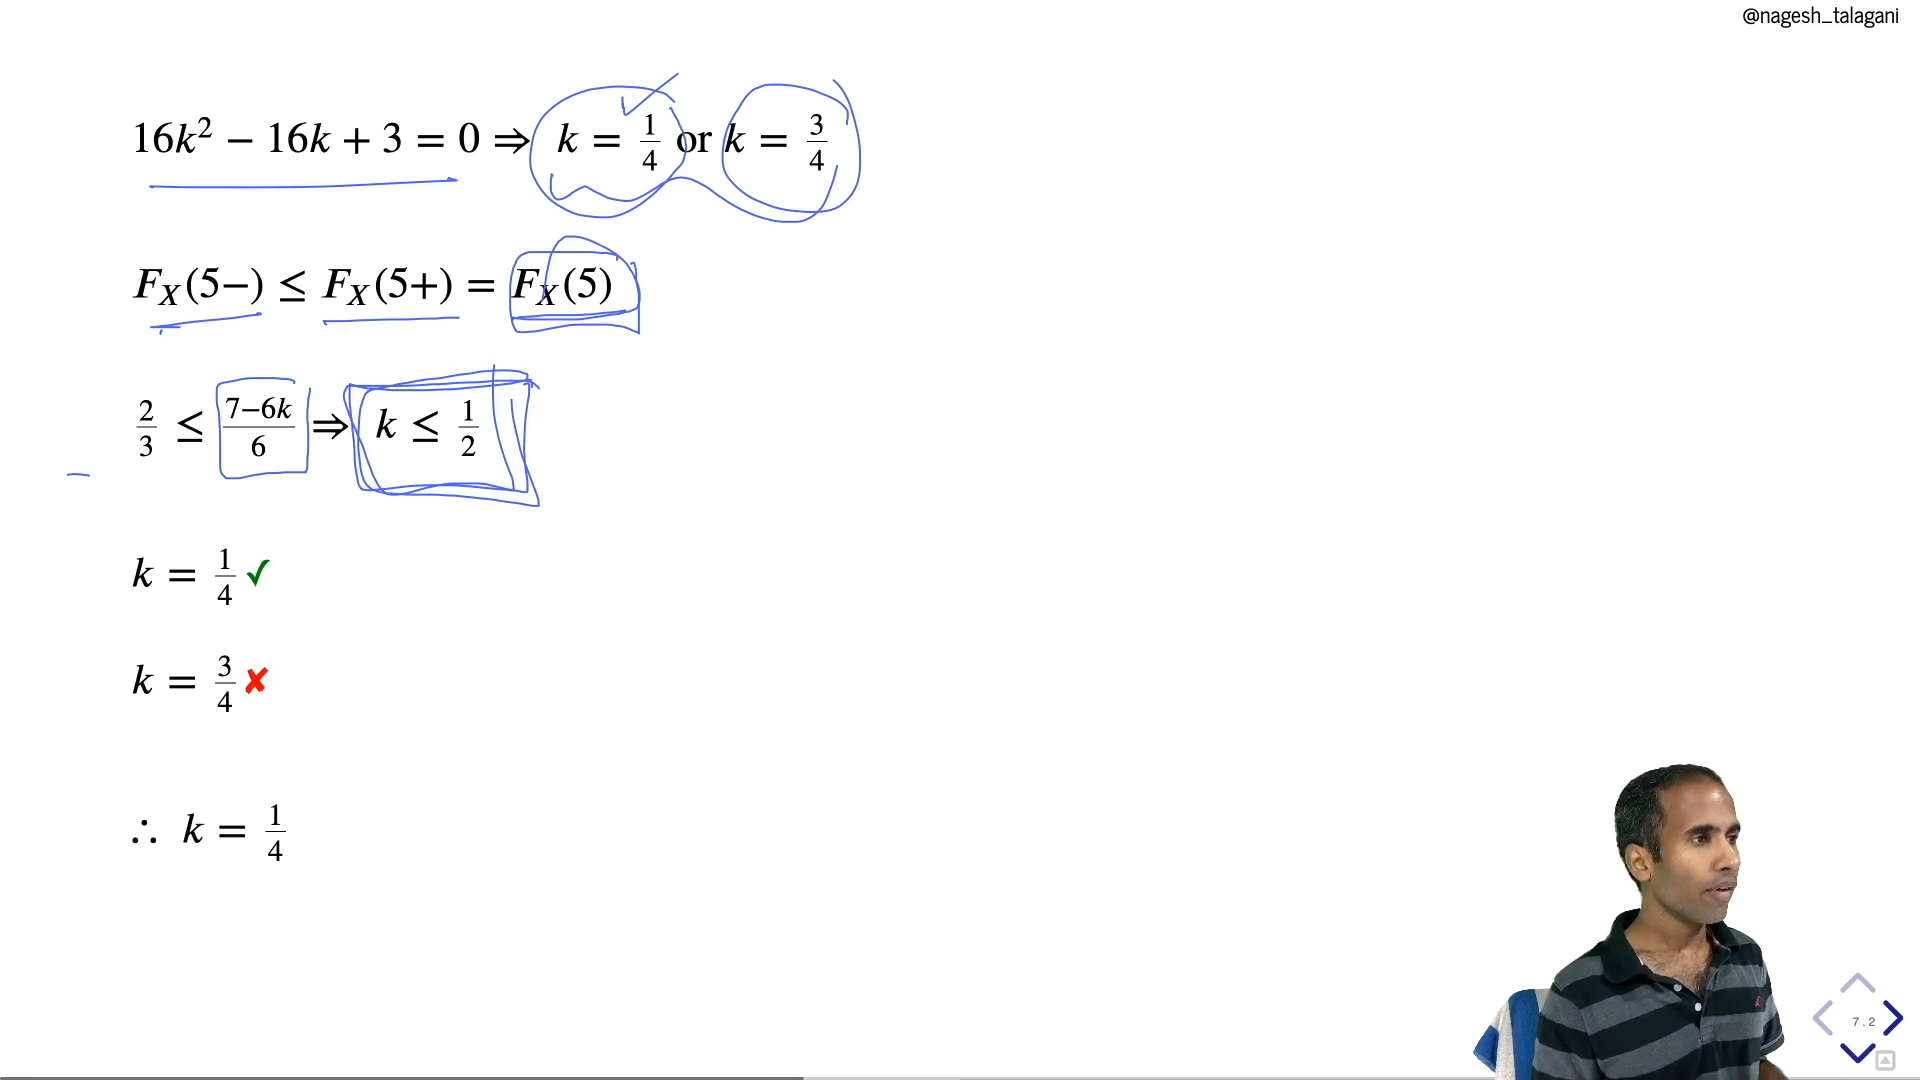 @nagesh_talagani
16k² − 16k + 3 = 0 ⇒ k = 1/4 or k = 3/4
F_X(5−) ≤ F_X(5+) = F_X(5)
2/3 ≤ (7−6k)/6 ⇒ k ≤ 1/2
k = 1/4 ✓
k = 3/4 ✘
∴ k = 1/4
7.2